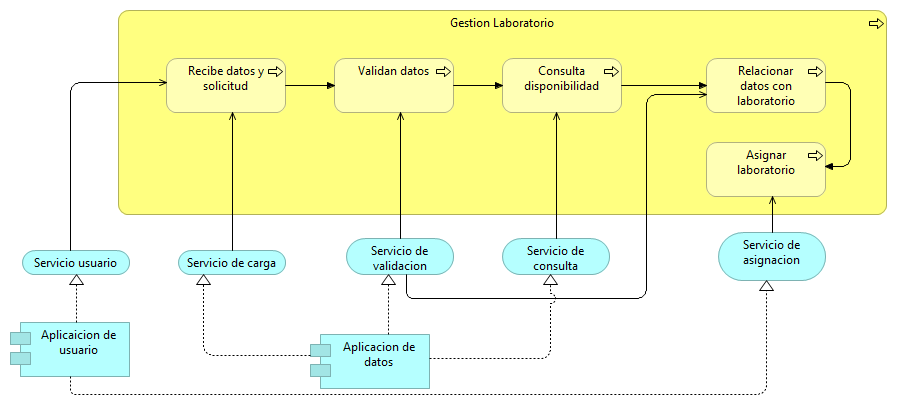 Gestion Laboratorio
Recibe datos y
solicitud
Validan datos
Consulta
disponibilidad
Relacionar
datos con
laboratorio
Asignar
laboratorio
Servicio usuario
Servicio de carga
Servicio de
validacion
Servicio de
consulta
Servicio de
asignacion
Aplicaicion de
usuario
Aplicacion de
datos